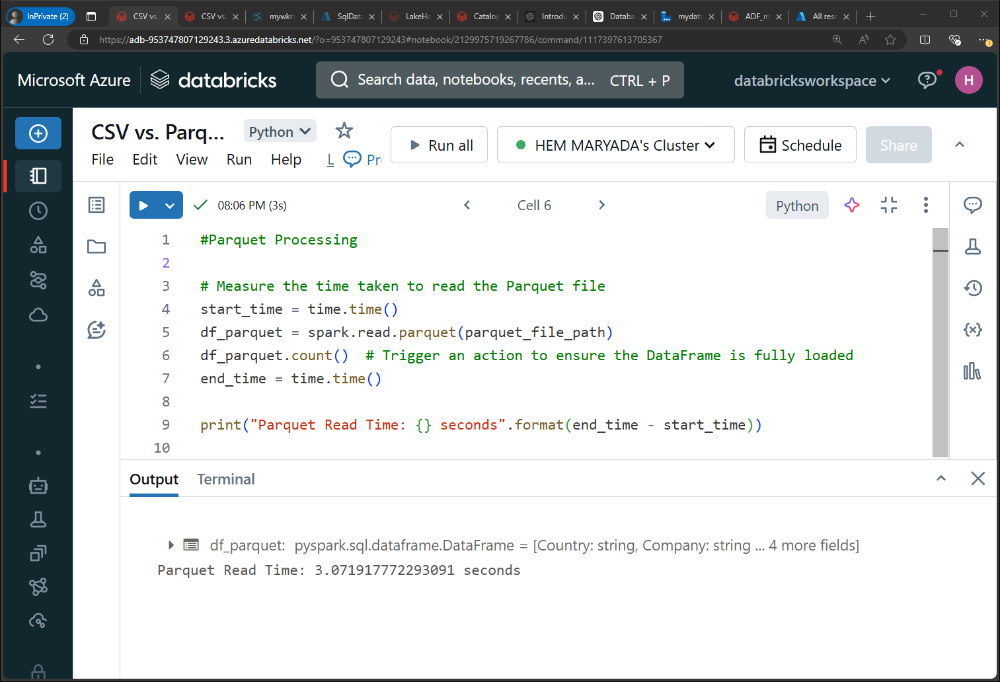 InPrivate (2)
CSV vs.
CSV vs.
mywkr
SqlData
LakeHo
Catalog
Introdu
Databa
mydata
ADF_m
All reso
https://adb-953747807129243.3.azuredatabricks.net/?o=953747807129243#notebook/2129975719267786/command/1117397613705367
Microsoft Azure
databricks
Search data, notebooks, recents, a...
CTRL + P
databricksworkspace
H
CSV vs. Parq...
Python
File Edit View Run Help L Pr
Run all
HEM MARYADA's Cluster
Schedule
Share
08:06 PM (3s)
Cell 6
Python
1 #Parquet Processing
2
3 # Measure the time taken to read the Parquet file
4 start_time = time.time()
5 df_parquet = spark.read.parquet(parquet_file_path)
6 df_parquet.count()  # Trigger an action to ensure the DataFrame is fully loaded
7 end_time = time.time()
8
9 print("Parquet Read Time: {} seconds".format(end_time - start_time))
10
Output Terminal
df_parquet: pyspark.sql.dataframe.DataFrame = [Country: string, Company: string ... 4 more fields]
Parquet Read Time: 3.071917772293091 seconds